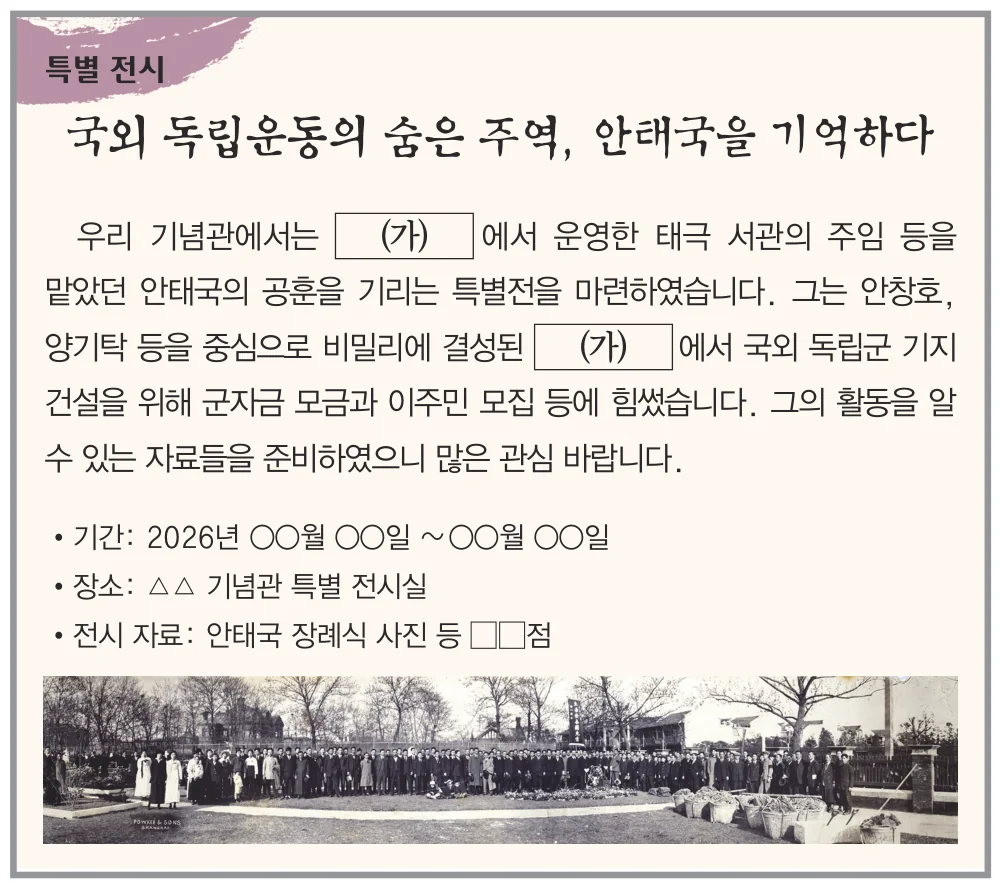 특별 전시
국외 독립운동의 숨은 주역, 안태국을 기억하다
우리 기념관에서는 (가) 에서 운영한 태극 서관의 주임 등을
맡았던 안태국의 공훈을 기리는 특별전을 마련하였습니다. 그는 안창호,
양기탁 등을 중심으로 비밀리에 결성된 (가) 에서 국외 독립군 기지
건설을 위해 군자금 모금과 이주민 모집 등에 힘썼습니다. 그의 활동을 알
수 있는 자료들을 준비하였으니 많은 관심 바랍니다.
• 기간: 2026년 ○○월 ○○일 ~ ○○월 ○○일
• 장소: △△ 기념관 특별 전시실
• 전시 자료: 안태국 장례식 사진 등 □□점
& SONS
SHANGHAI